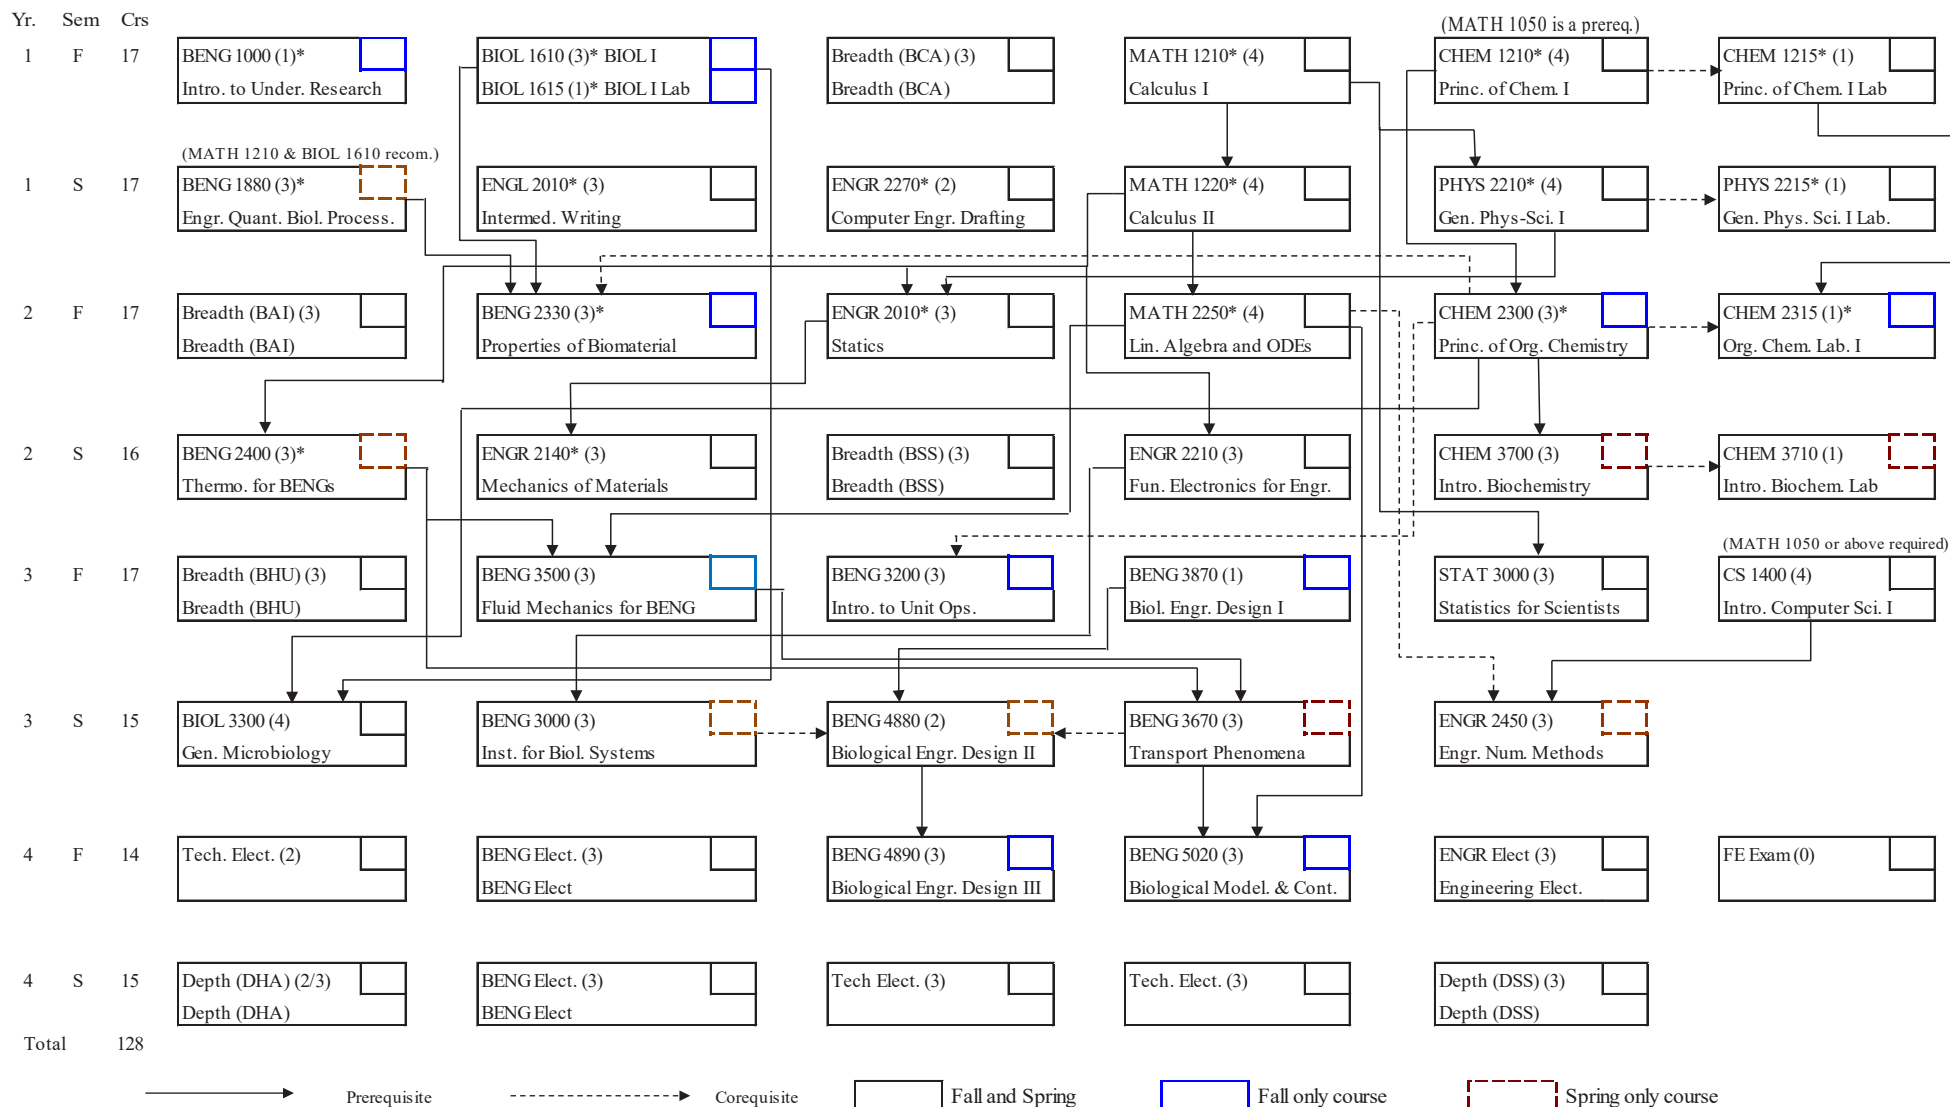 Yr. Sem Crs
(MATH 1050 is a prereq.)
1 F 17
BENG 1000 (1)*
Intro. to Under. Research
BIOL 1610 (3)* BIOL I
BIOL 1615 (1)* BIOL I Lab
Breadth (BCA) (3)
Breadth (BCA)
MATH 1210* (4)
Calculus I
CHEM 1210* (4)
Princ. of Chem. I
CHEM 1215* (1)
Princ. of Chem. I Lab
(MATH 1210 & BIOL 1610 recom.)
1 S 17
BENG 1880 (3)*
Engr. Quant. Biol. Process.
ENGL 2010* (3)
Intermed. Writing
ENGR 2270* (2)
Computer Engr. Drafting
MATH 1220* (4)
Calculus II
PHYS 2210* (4)
Gen. Phys-Sci. I
PHYS 2215* (1)
Gen. Phys. Sci. I Lab.
2 F 17
Breadth (BAI) (3)
Breadth (BAI)
BENG 2330 (3)*
Properties of Biomaterial
ENGR 2010* (3)
Statics
MATH 2250* (4)
Lin. Algebra and ODEs
CHEM 2300 (3)*
Princ. of Org. Chemistry
CHEM 2315 (1)*
Org. Chem. Lab. I
2 S 16
BENG 2400 (3)*
Thermo. for BENGs
ENGR 2140* (3)
Mechanics of Materials
Breadth (BSS) (3)
Breadth (BSS)
ENGR 2210 (3)
Fun. Electronics for Engr.
CHEM 3700 (3)
Intro. Biochemistry
CHEM 3710 (1)
Intro. Biochem. Lab
(MATH 1050 or above required)
3 F 17
Breadth (BHU) (3)
Breadth (BHU)
BENG 3500 (3)
Fluid Mechanics for BENG
BENG 3200 (3)
Intro. to Unit Ops.
BENG 3870 (1)
Biol. Engr. Design I
STAT 3000 (3)
Statistics for Scientists
CS 1400 (4)
Intro. Computer Sci. I
3 S 15
BIOL 3300 (4)
Gen. Microbiology
BENG 3000 (3)
Inst. for Biol. Systems
BENG 4880 (2)
Biological Engr. Design II
BENG 3670 (3)
Transport Phenomena
ENGR 2450 (3)
Engr. Num. Methods
4 F 14
Tech. Elect. (2)
BENG Elect. (3)
BENG Elect
BENG 4890 (3)
Biological Engr. Design III
BENG 5020 (3)
Biological Model. & Cont.
ENGR Elect (3)
Engineering Elect.
FE Exam (0)
4 S 15
Depth (DHA) (2/3)
Depth (DHA)
BENG Elect. (3)
BENG Elect
Tech Elect. (3)
Tech. Elect. (3)
Depth (DSS) (3)
Depth (DSS)
Total 128
Prerequisite
Corequisite
Fall and Spring
Fall only course
Spring only course